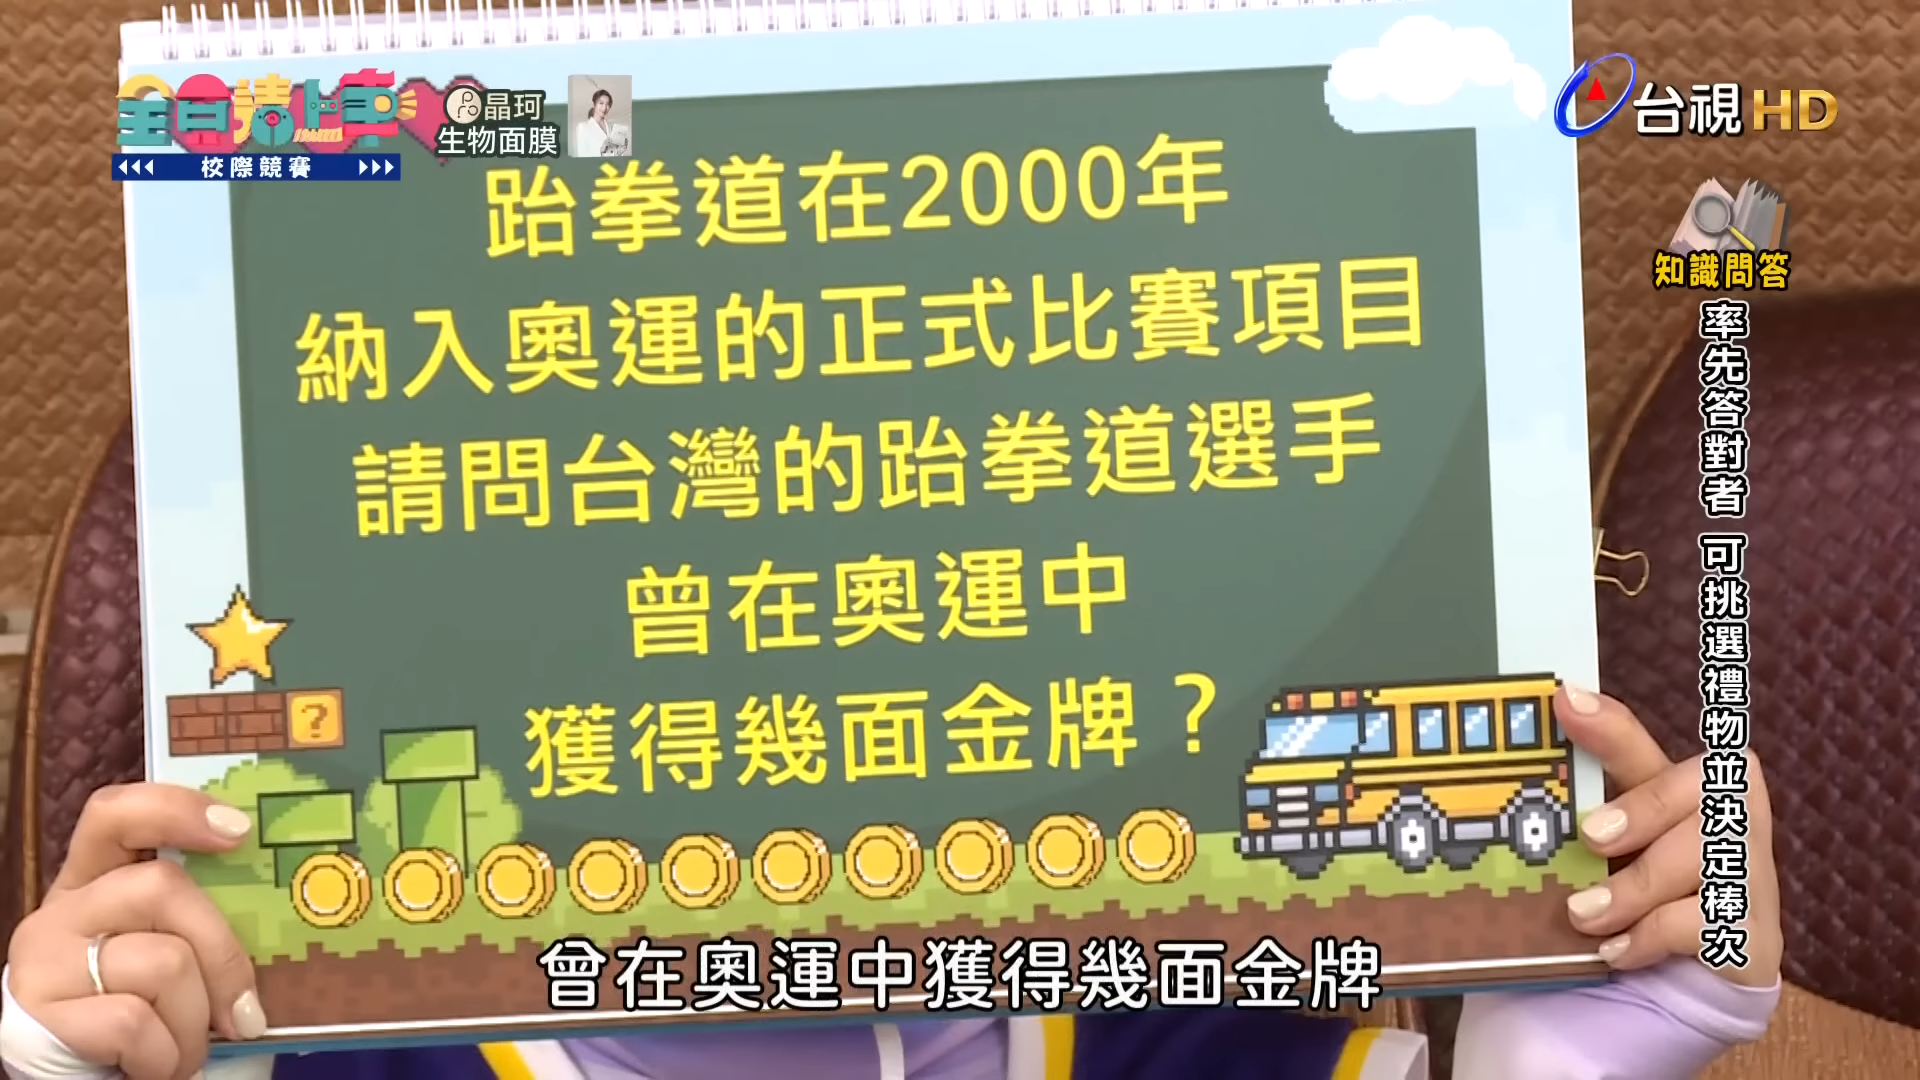 全員請上車
校際競賽
晶珂
生物面膜
台視HD
知識問答
率先答對者 可挑選禮物並決定棒次
跆拳道在2000年
納入奧運的正式比賽項目
請問台灣的跆拳道選手
曾在奧運中
獲得幾面金牌？
?
曾在奧運中獲得幾面金牌